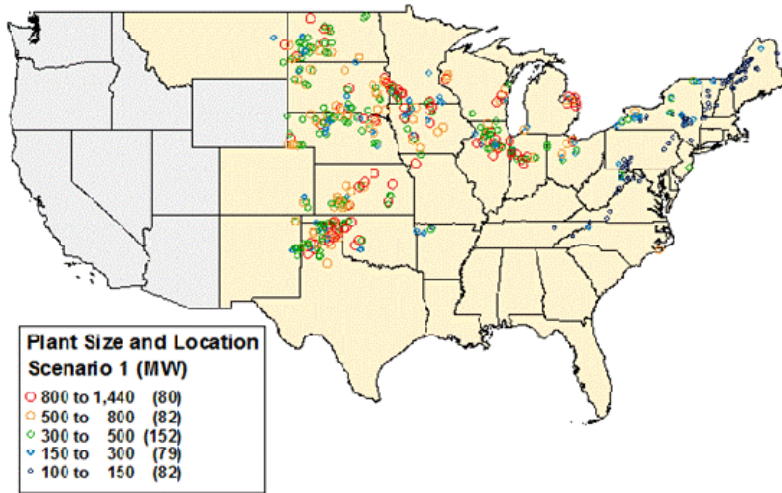 Plant Size and Location
Scenario 1 (MW)
800 to 1,440 (80)
500 to 800 (82)
300 to 500 (152)
150 to 300 (79)
100 to 150 (82)